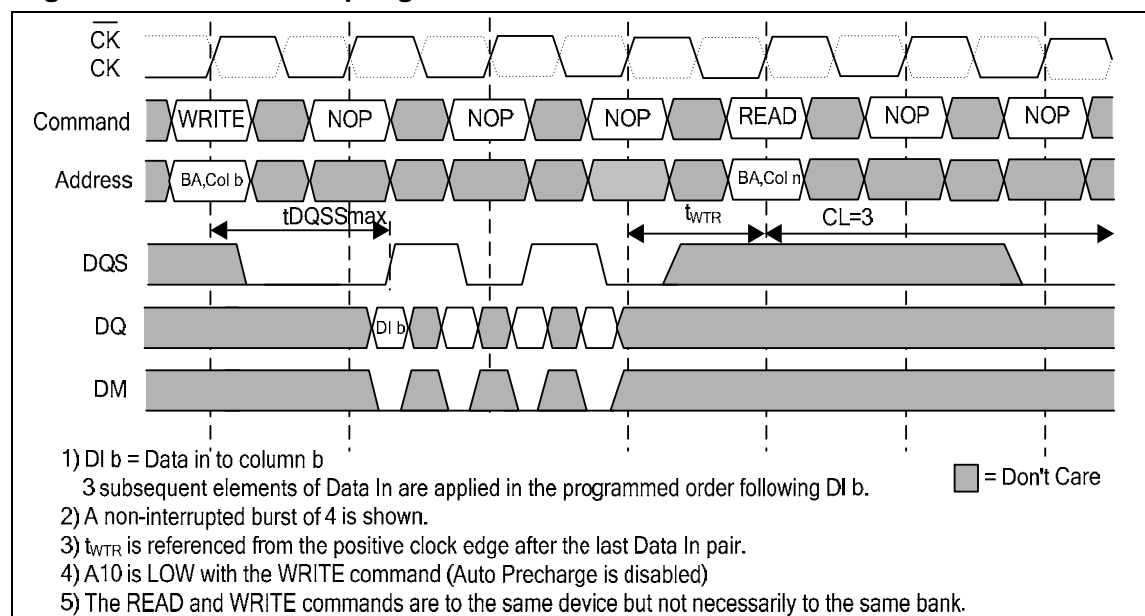 CK
CK
Command WRITE NOP NOP NOP READ NOP NOP
Address BA,Col b BA,Col n
tDQSSmax tWTR CL=3
DQS
DQ DI b
DM
1) DI b = Data in to column b
3 subsequent elements of Data In are applied in the programmed order following DI b.
= Don't Care
2) A non-interrupted burst of 4 is shown.
3) tWTR is referenced from the positive clock edge after the last Data In pair.
4) A10 is LOW with the WRITE command (Auto Precharge is disabled)
5) The READ and WRITE commands are to the same device but not necessarily to the same bank.